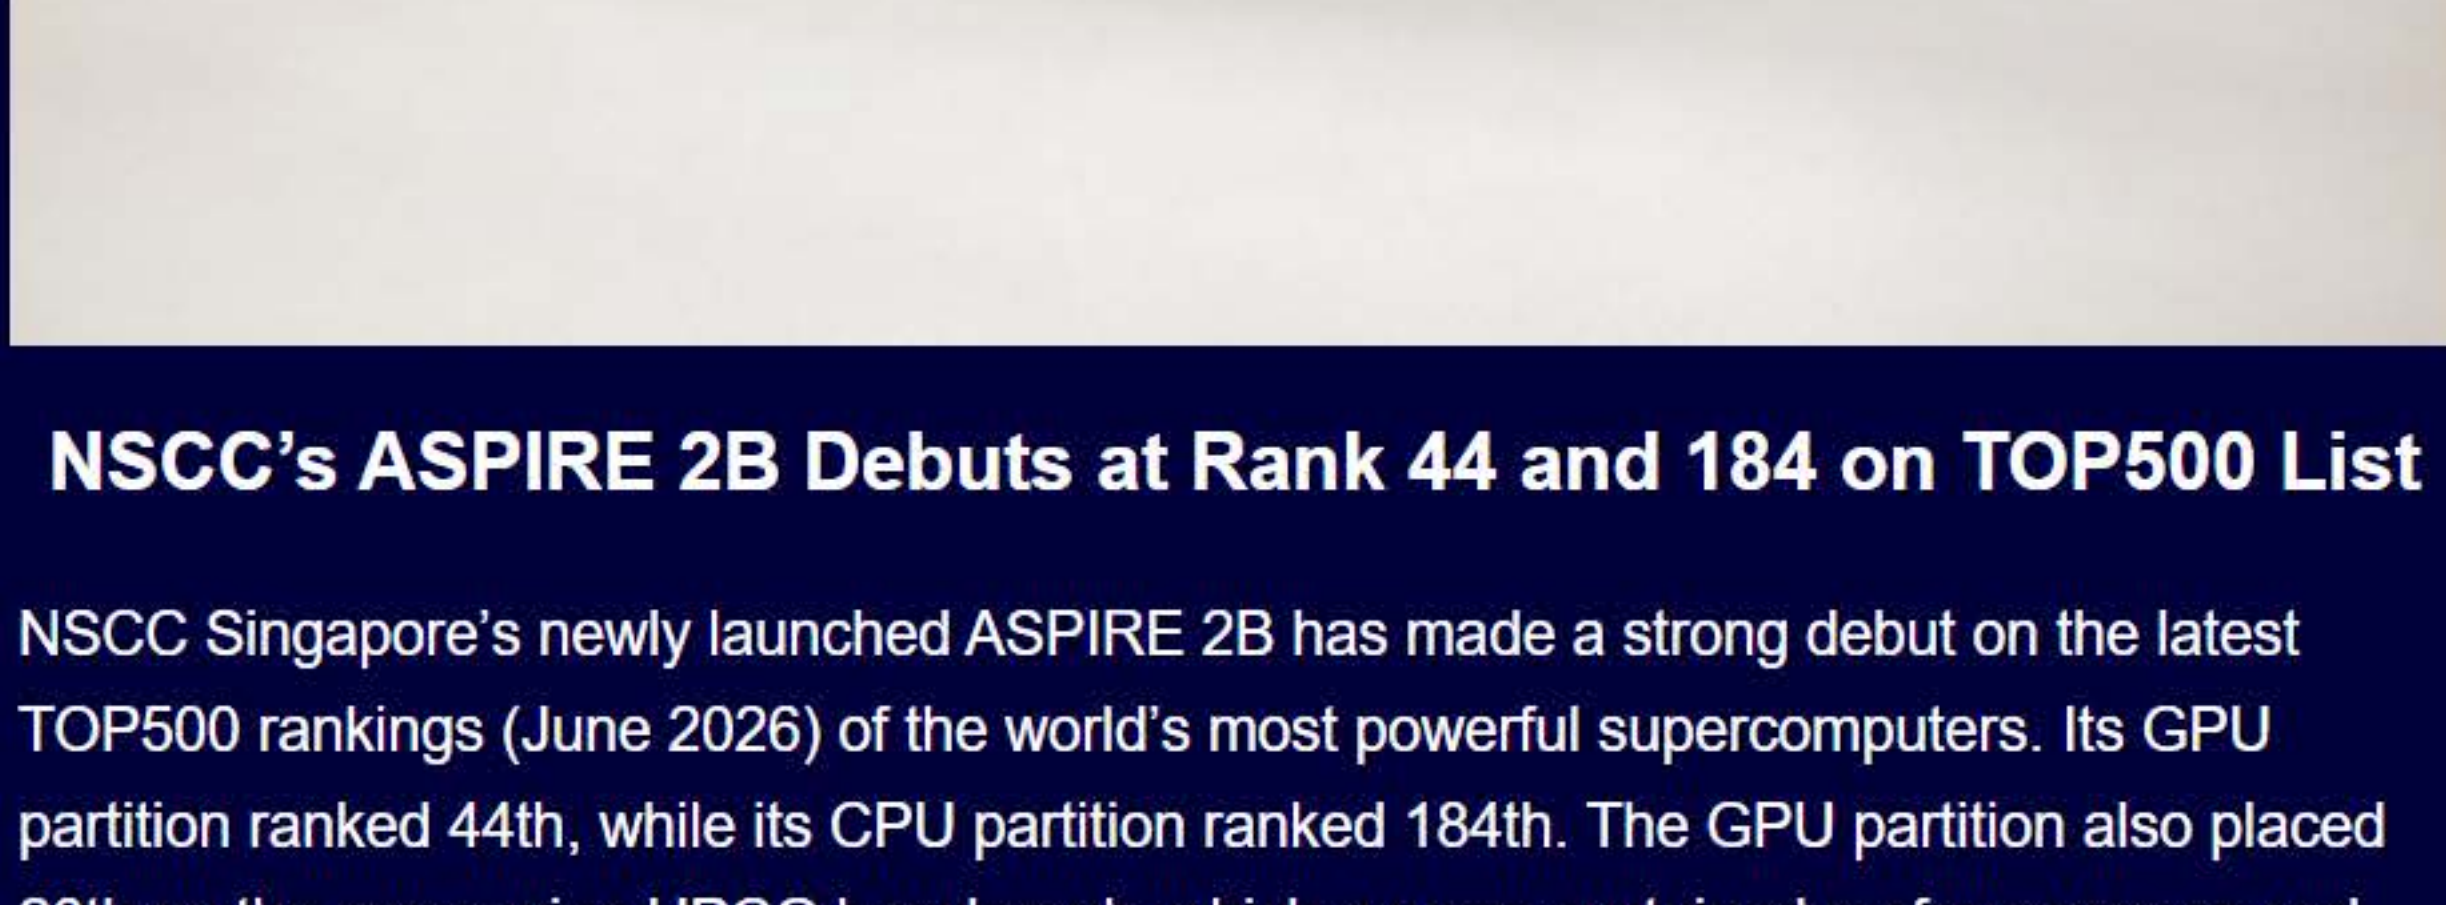 NSCC’s ASPIRE 2B Debuts at Rank 44 and 184 on TOP500 List
NSCC Singapore’s newly launched ASPIRE 2B has made a strong debut on the latest
TOP500 rankings (June 2026) of the world’s most powerful supercomputers. Its GPU
partition ranked 44th, while its CPU partition ranked 184th. The GPU partition also placed